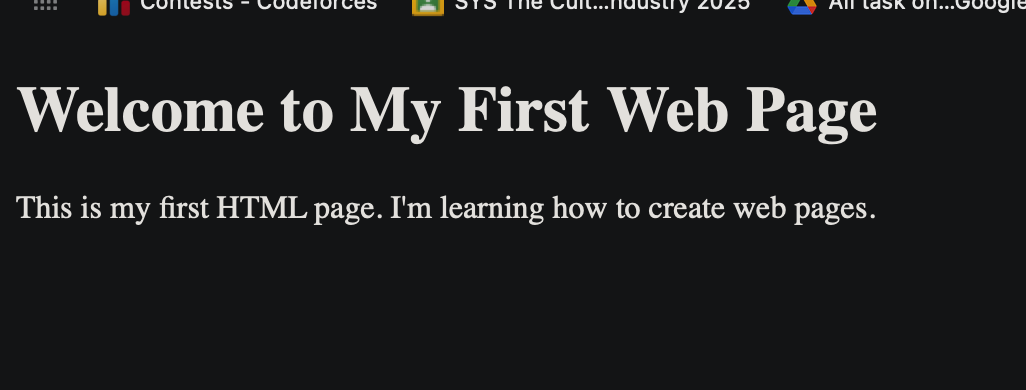 Contests - Codeforces
SYS The Cult...ndustry 2025
All task on...Google
Welcome to My First Web Page
This is my first HTML page. I'm learning how to create web pages.